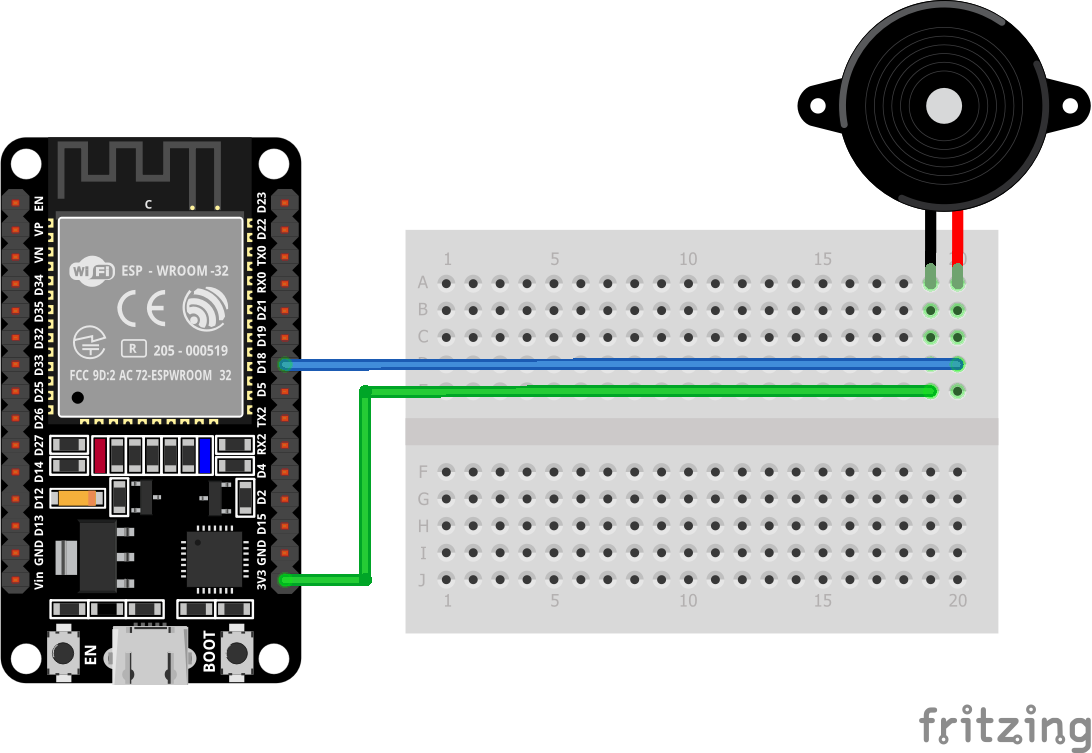 EN
VP
VN
D34
D35
D32
D33
D25
D26
D27
D14
D12
D13
GND
Vin
C
WiFi
ESP - WROOM -32
CE
R
205 - 000519
FCC 9D:2 AC 72-ESPWROOM 32
D23
D22
TX0
RX0
D21
D19
D18
D5
TX2
RX2
D4
D2
D15
GND
3V3
EN
BOOT
1 5 10 15 20
A
B
C
F
G
H
I
J
1 5 10 15 20
fritzing